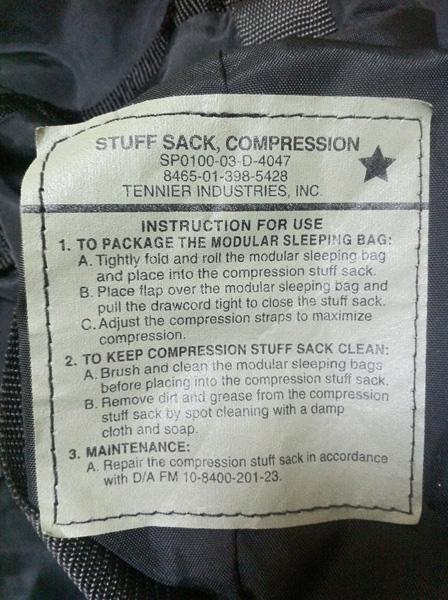 STUFF SACK, COMPRESSION
SP0100-03-D-4047
8465-01-398-5428
TENNIER INDUSTRIES, INC.
INSTRUCTION FOR USE
1. TO PACKAGE THE MODULAR SLEEPING BAG:
A. Tightly fold and roll the modular sleeping bag
and place into the compression stuff sack.
B. Place flap over the modular sleeping bag and
pull the drawcord tight to close the stuff sack.
C. Adjust the compression straps to maximize
compression.
2. TO KEEP COMPRESSION STUFF SACK CLEAN:
A. Brush and clean the modular sleeping bags
before placing into the compression stuff sack.
B. Remove dirt and grease from the compression
stuff sack by spot cleaning with a damp
cloth and soap.
3. MAINTENANCE:
A. Repair the compression stuff sack in accordance
with D/A FM 10-8400-201-23.